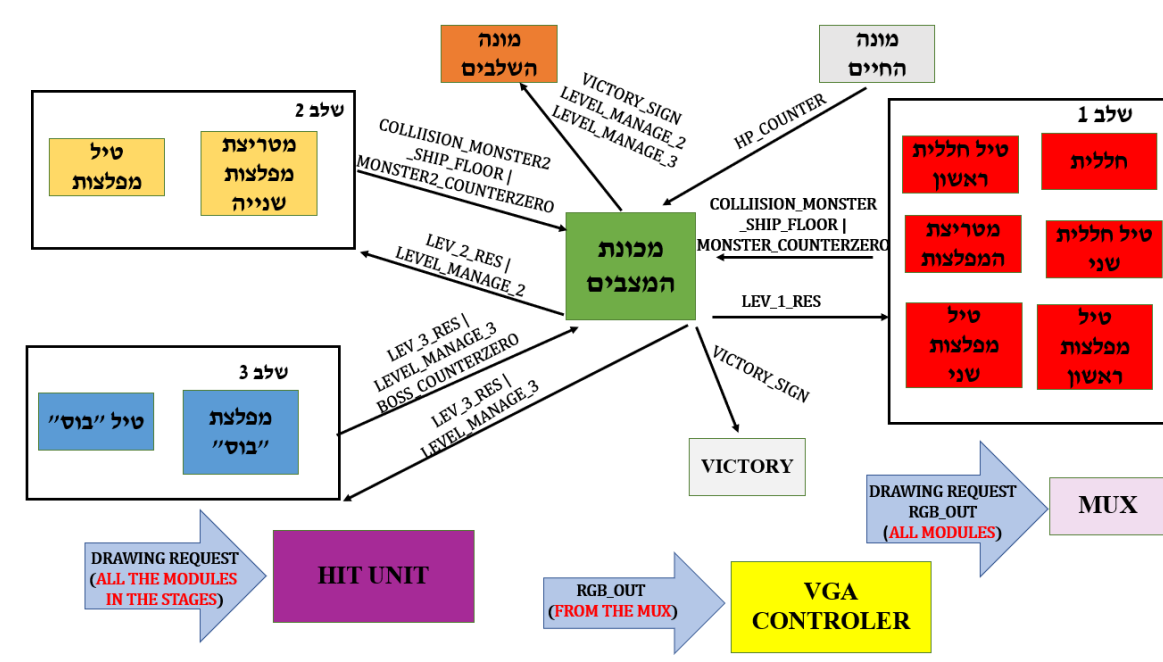 מונה
השלבים
מונה
החיים
VICTORY_SIGN
LEVEL_MANAGE_2
LEVEL_MANAGE_3
HP_COUNTER
שלב 1
חללית
טיל חללית
ראשון
טיל חללית
שני
מטריצת
המפלצות
טיל
מפלצות
ראשון
טיל
מפלצות
שני
שלב 2
מטריצת
מפלצות
שנייה
טיל
מפלצות
COLLIISION_MONSTER2
_SHIP_FLOOR |
MONSTER2_COUNTERZERO
COLLIISION_MONSTER
_SHIP_FLOOR |
MONSTER_COUNTERZERO
מכונת
המצבים
LEV_2_RES |
LEVEL_MANAGE_2
LEV_1_RES
LEV_3_RES |
LEVEL_MANAGE_3
BOSS_COUNTERZERO
LEV_3_RES |
LEVEL_MANAGE_3
VICTORY_SIGN
שלב 3
מפלצת
"בוס"
טיל "בוס"
VICTORY
DRAWING REQUEST
RGB_OUT
(ALL MODULES)
MUX
DRAWING REQUEST
(ALL THE MODULES
IN THE STAGES)
HIT UNIT
RGB_OUT
(FROM THE MUX)
VGA
CONTROLER